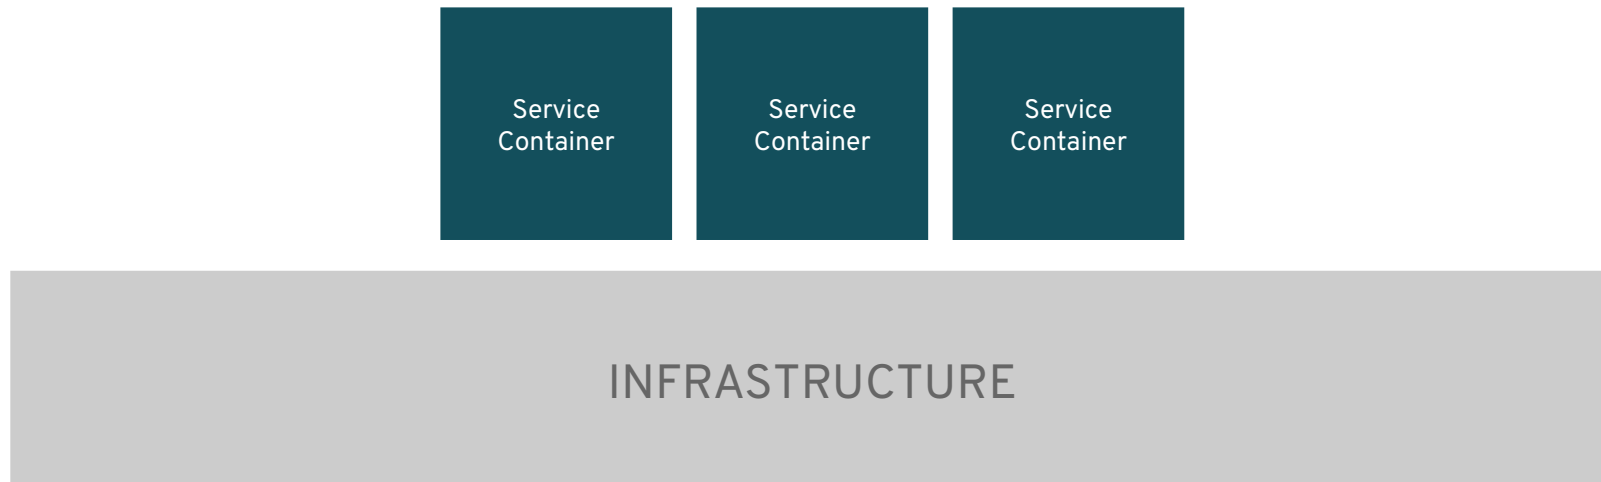 Service
Container
Service
Container
Service
Container
INFRASTRUCTURE